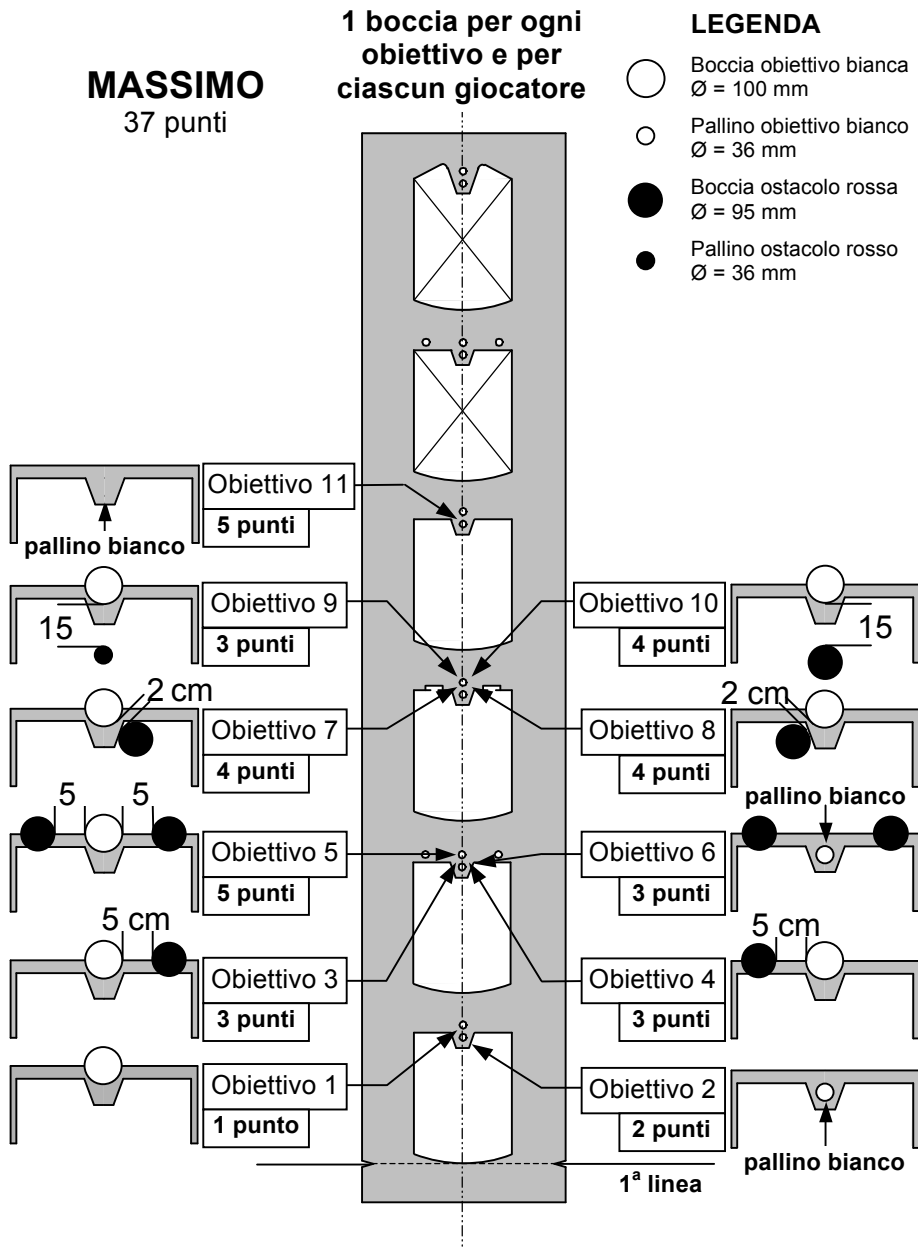 MASSIMO
37 punti
1 boccia per ogni
obiettivo e per
ciascun giocatore
LEGENDA
Boccia obiettivo bianca
Ø = 100 mm
Pallino obiettivo bianco
Ø = 36 mm
Boccia ostacolo rossa
Ø = 95 mm
Pallino ostacolo rosso
Ø = 36 mm
Obiettivo 11
5 punti
pallino bianco
15
Obiettivo 9
3 punti
Obiettivo 10
4 punti
15
2 cm
Obiettivo 7
4 punti
Obiettivo 8
4 punti
2 cm
pallino bianco
5 5
Obiettivo 5
5 punti
Obiettivo 6
3 punti
5 cm
Obiettivo 3
3 punti
Obiettivo 4
3 punti
5 cm
Obiettivo 1
1 punto
Obiettivo 2
2 punti
pallino bianco
1ª linea